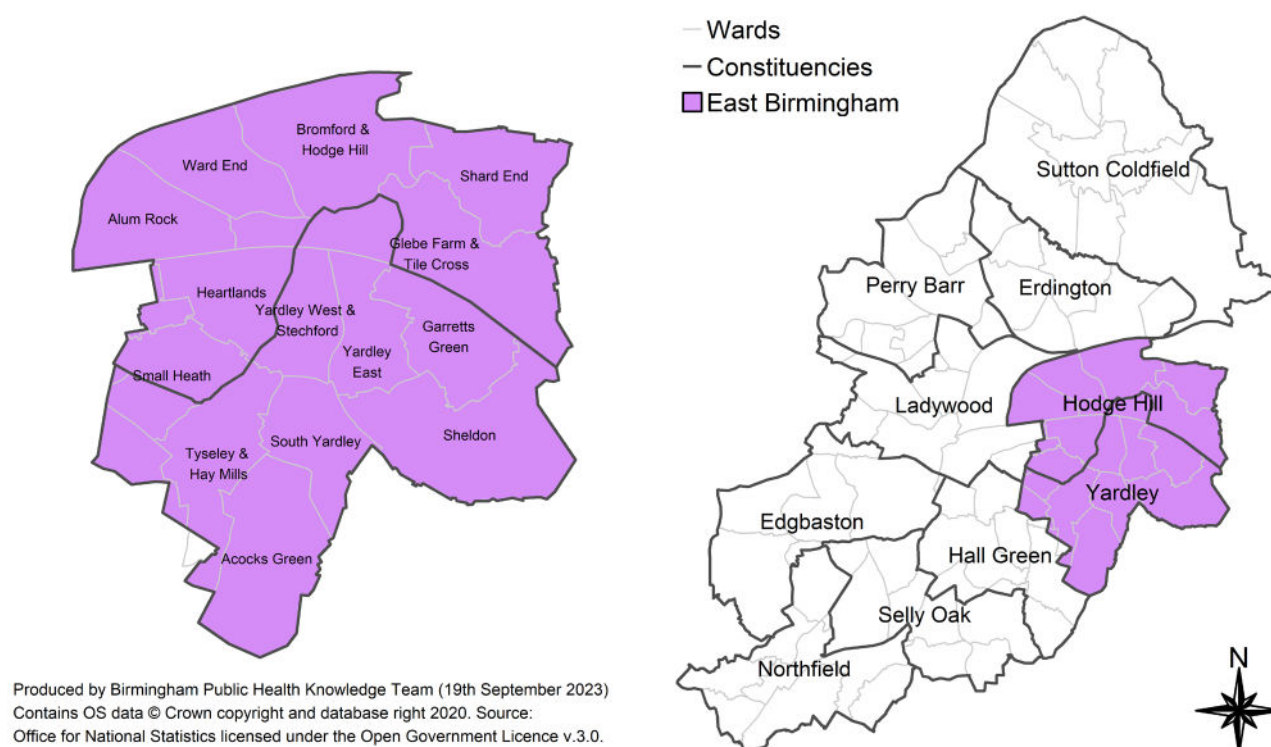 Bromford &
Hodge Hill
Ward End
Shard End
Alum Rock
Glebe Farm &
Tile Cross
Heartlands
Yardley West &
Stechford
Garretts
Green
Yardley
East
Small Heath
Sheldon
South Yardley
Tyseley &
Hay Mills
Acocks Green
Produced by Birmingham Public Health Knowledge Team (19th September 2023)
Contains OS data © Crown copyright and database right 2020. Source:
Office for National Statistics licensed under the Open Government Licence v.3.0.
Wards
Constituencies
East Birmingham
Sutton Coldfield
Perry Barr
Erdington
Ladywood
Hodge Hill
Yardley
Edgbaston
Hall Green
Selly Oak
Northfield
N